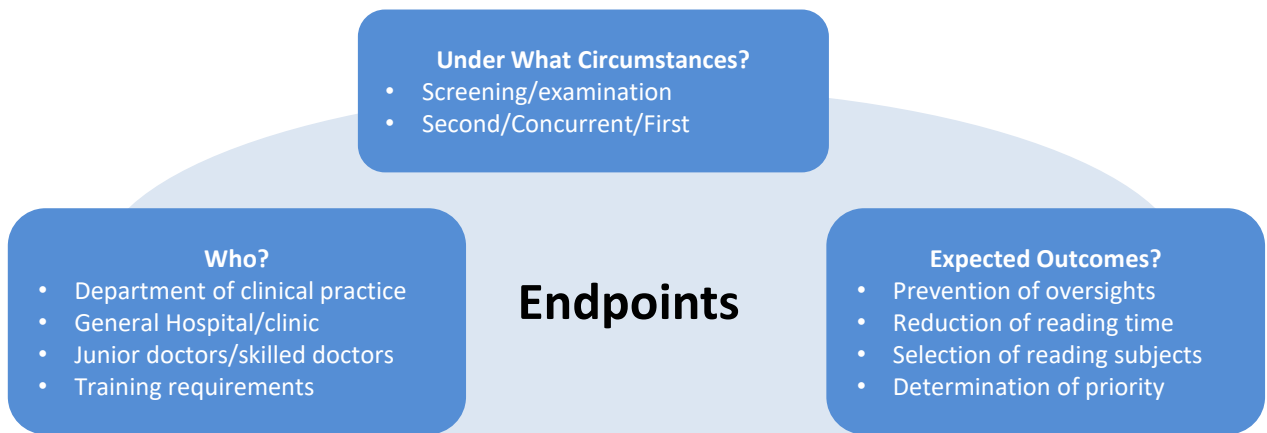 Under What Circumstances?
• Screening/examination
• Second/Concurrent/First
Who?
• Department of clinical practice
• General Hospital/clinic
• Junior doctors/skilled doctors
• Training requirements
Endpoints
Expected Outcomes?
• Prevention of oversights
• Reduction of reading time
• Selection of reading subjects
• Determination of priority